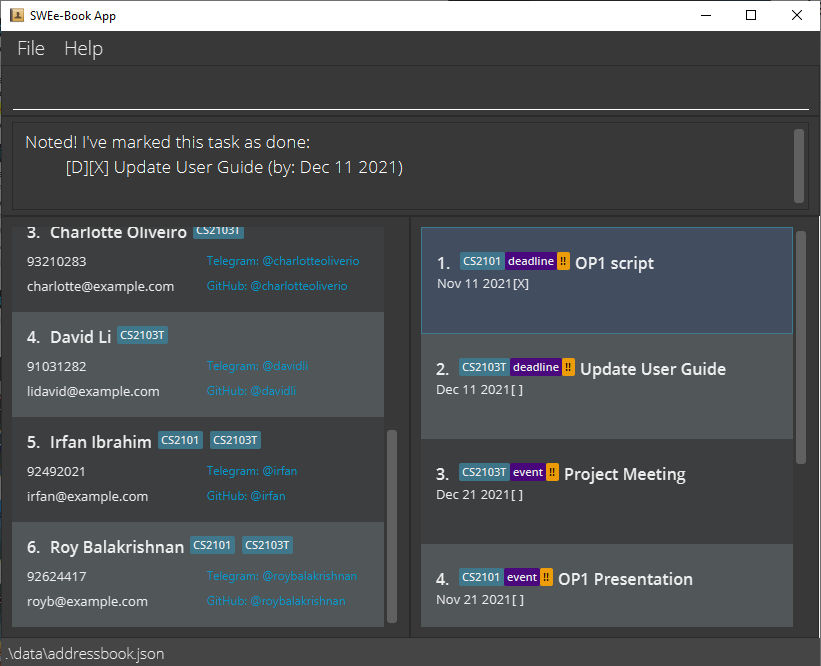 SWEe-Book App
File Help
Noted! I've marked this task as done:
[D][X] Update User Guide (by: Dec 11 2021)
3. Charlotte Oliveiro CS2103T
93210283 Telegram: @charlotteoliverio
charlotte@example.com GitHub: @charlotteoliverio
4. David Li CS2103T
91031282 Telegram: @davidli
lidavid@example.com GitHub: @davidli
5. Irfan Ibrahim CS2101 CS2103T
92492021 Telegram: @irfan
irfan@example.com GitHub: @irfan
6. Roy Balakrishnan CS2101 CS2103T
92624417 Telegram: @roybalakrishnan
royb@example.com GitHub: @roybalakrishnan
1. CS2101 deadline !! OP1 script
Nov 11 2021[X]
2. CS2103T deadline !! Update User Guide
Dec 11 2021[ ]
3. CS2103T event !! Project Meeting
Dec 21 2021[ ]
4. CS2101 event !! OP1 Presentation
Nov 21 2021[ ]
.\data\addressbook.json